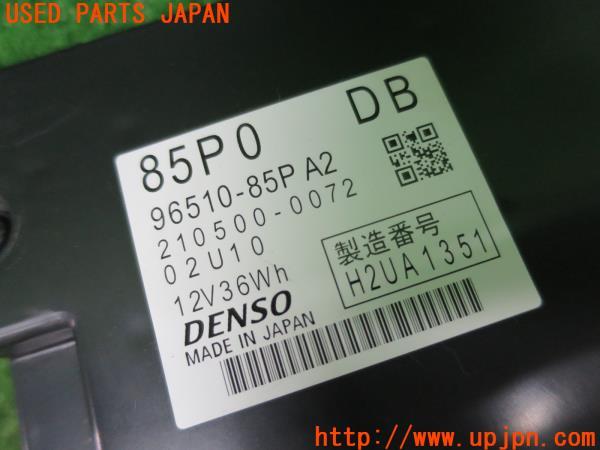 USED PARTS JAPAN
85P0 DB
96510-85P A2
210500-0072
02U10
12V36Wh
製造番号
H2UA1351
DENSO
MADE IN JAPAN
UPJ
http://www.upjpn.com/